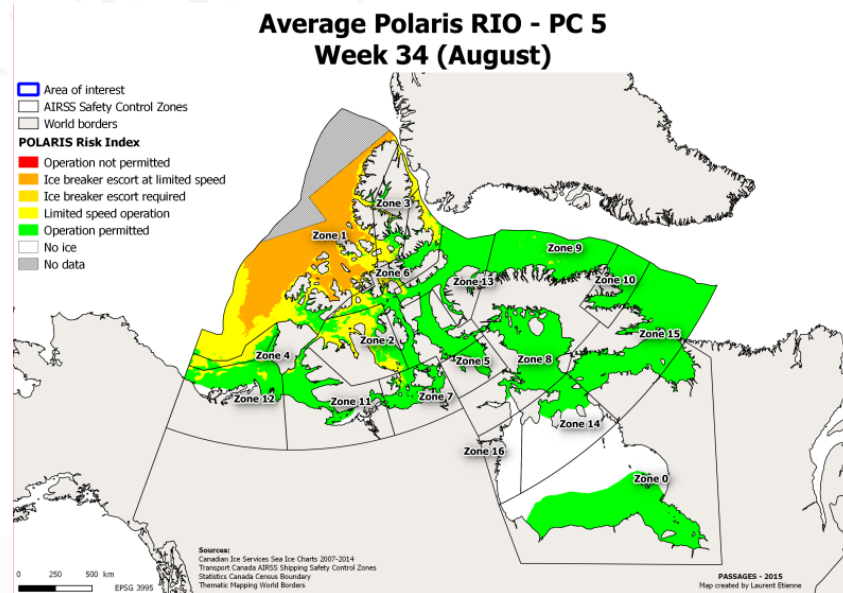 Average Polaris RIO - PC 5
Week 34 (August)
Area of interest
AIRSS Safety Control Zones
World borders
POLARIS Risk Index
Operation not permitted
Ice breaker escort at limited speed
Ice breaker escort required
Limited speed operation
Operation permitted
No ice
No data
Zone 3
Zone 1
Zone 9
Zone 6
Zone 13
Zone 10
Zone 15
Zone 2
Zone 4
Zone 5
Zone 8
Zone 12
Zone 11
Zone 7
Zone 14
Zone 16
Zone 0
Sources:
Canadian Ice Services Sea Ice Charts 2007-2014
Transport Canada AIRSS Shipping Safety Control Zones
Statistics Canada Census Boundary
Thematic Mapping World Borders
0 250 500 km
EPSG 3995
PASSAGES - 2015
Map created by Laurent Etienne